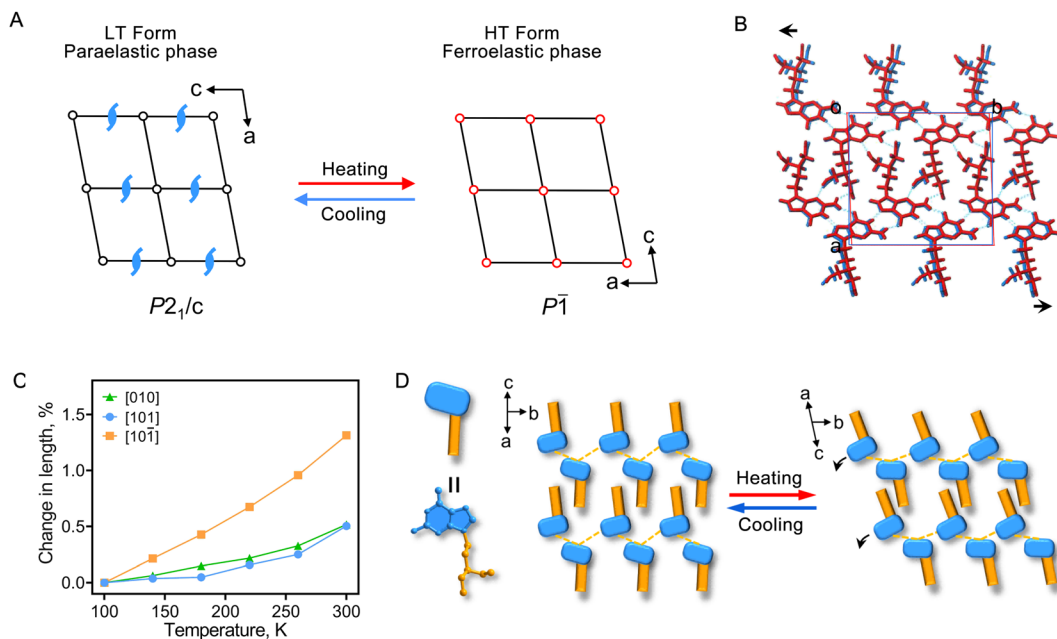 A
LT Form
Paraelastic phase
HT Form
Ferroelastic phase
c
a
Heating
Cooling
c
a
P2₁/c
P1̄
B
o
b
a
C
Change in length, %
1.5
1.0
0.5
0.0
[010]
[101]
[101̄]
100
150
200
250
300
Temperature, K
D
c
b
a
Heating
Cooling
a
b
c